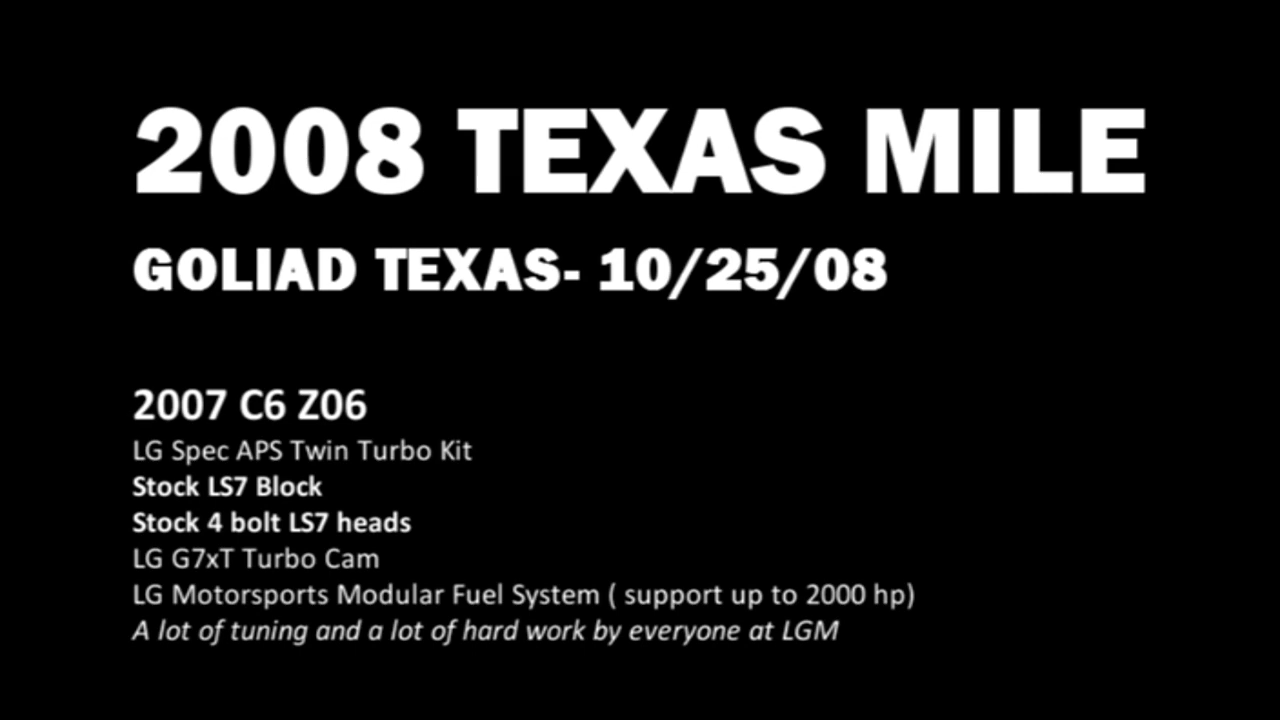 2008 TEXAS MILE
GOLIAD TEXAS- 10/25/08
2007 C6 Z06
LG Spec APS Twin Turbo Kit
Stock LS7 Block
Stock 4 bolt LS7 heads
LG G7xT Turbo Cam
LG Motorsports Modular Fuel System ( support up to 2000 hp)
A lot of tuning and a lot of hard work by everyone at LGM